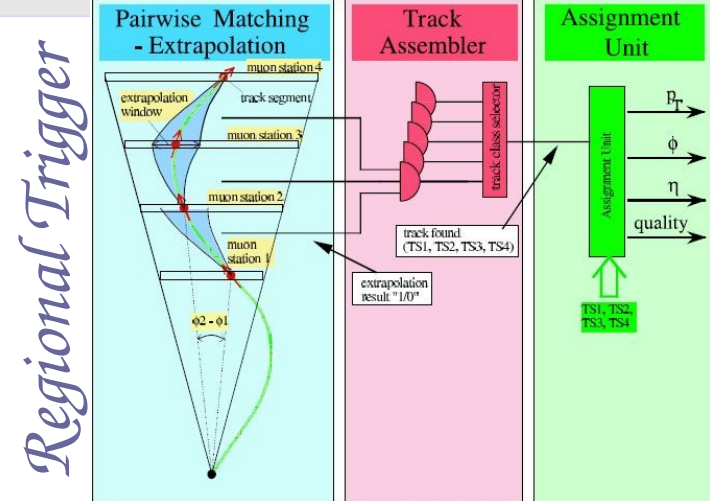 Regional Trigger
Pairwise Matching
- Extrapolation
muon station 4
extrapolation
window
track segment
muon station 3
muon station 2
muon
station 1
ϕ2 - ϕ1
extrapolation
result "1/0"
Track
Assembler
track class selector
track found
(TS1, TS2, TS3, TS4)
Assignment
Unit
Assignment Unit
pT
ϕ
η
quality
TS1, TS2,
TS3, TS4